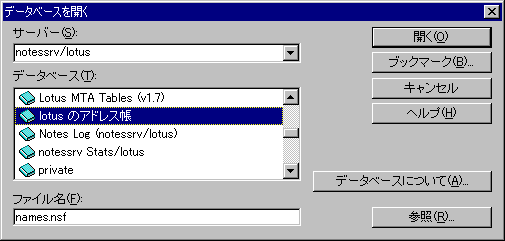 データベースを開く
サーバー(S):
notessrv/lotus
データベース(T):
Lotus MTA Tables (v1.7)
lotus のアドレス帳
Notes Log (notessrv/lotus)
notessrv Stats/lotus
private
ファイル名(F):
names.nsf
開く(O)
ブックマーク(B)...
キャンセル
ヘルプ(H)
データベースについて(A)...
参照(R)...